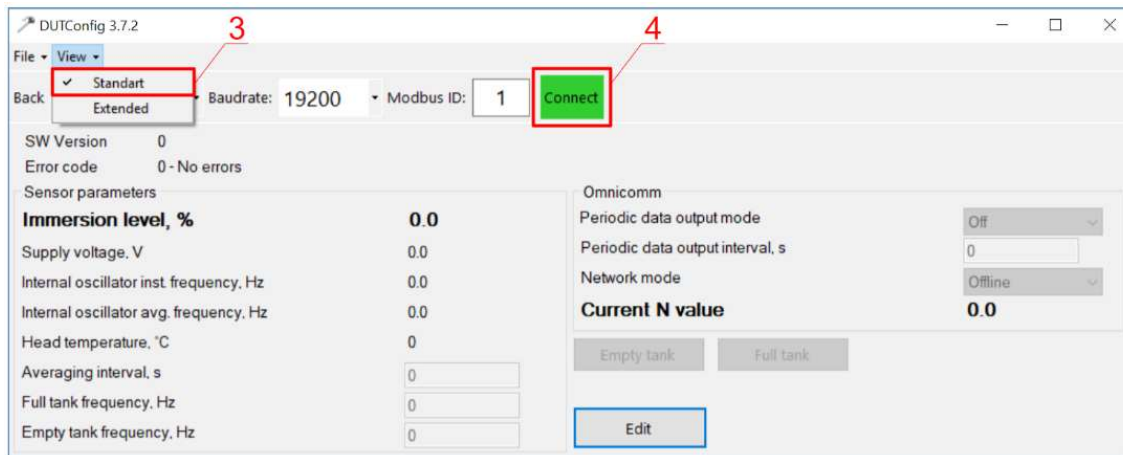 DUTConfig 3.7.2
3
4
File View
Standart
Extended
Back Baudrate: 19200 Modbus ID: 1 Connect
SW Version 0
Error code 0 - No errors
Sensor parameters
Immersion level, % 0.0
Supply voltage, V 0.0
Internal oscillator inst. frequency, Hz 0.0
Internal oscillator avg. frequency, Hz 0.0
Head temperature, °C 0
Averaging interval, s 0
Full tank frequency, Hz 0
Empty tank frequency, Hz 0
Omnicomm
Periodic data output mode Off
Periodic data output interval, s 0
Network mode Offline
Current N value 0.0
Empty tank Full tank
Edit